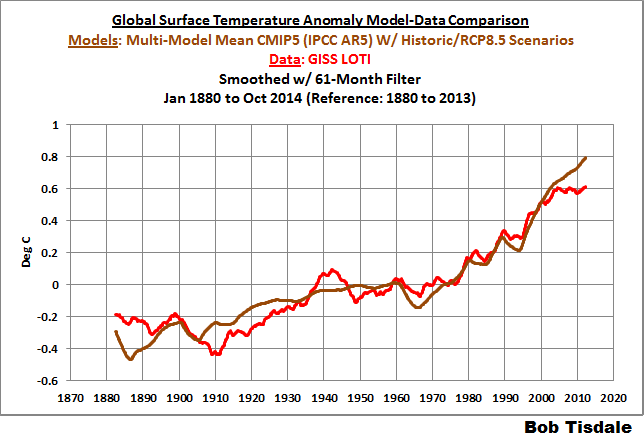 Global Surface Temperature Anomaly Model-Data Comparison
Models: Multi-Model Mean CMIP5 (IPCC AR5) W/ Historic/RCP8.5 Scenarios
Data: GISS LOTI
Smoothed w/ 61-Month Filter
Jan 1880 to Oct 2014 (Reference: 1880 to 2013)
1
0.8
0.6
0.4
0.2
0
-0.2
-0.4
-0.6
Deg C
1870 1880 1890 1900 1910 1920 1930 1940 1950 1960 1970 1980 1990 2000 2010 2020
Bob Tisdale